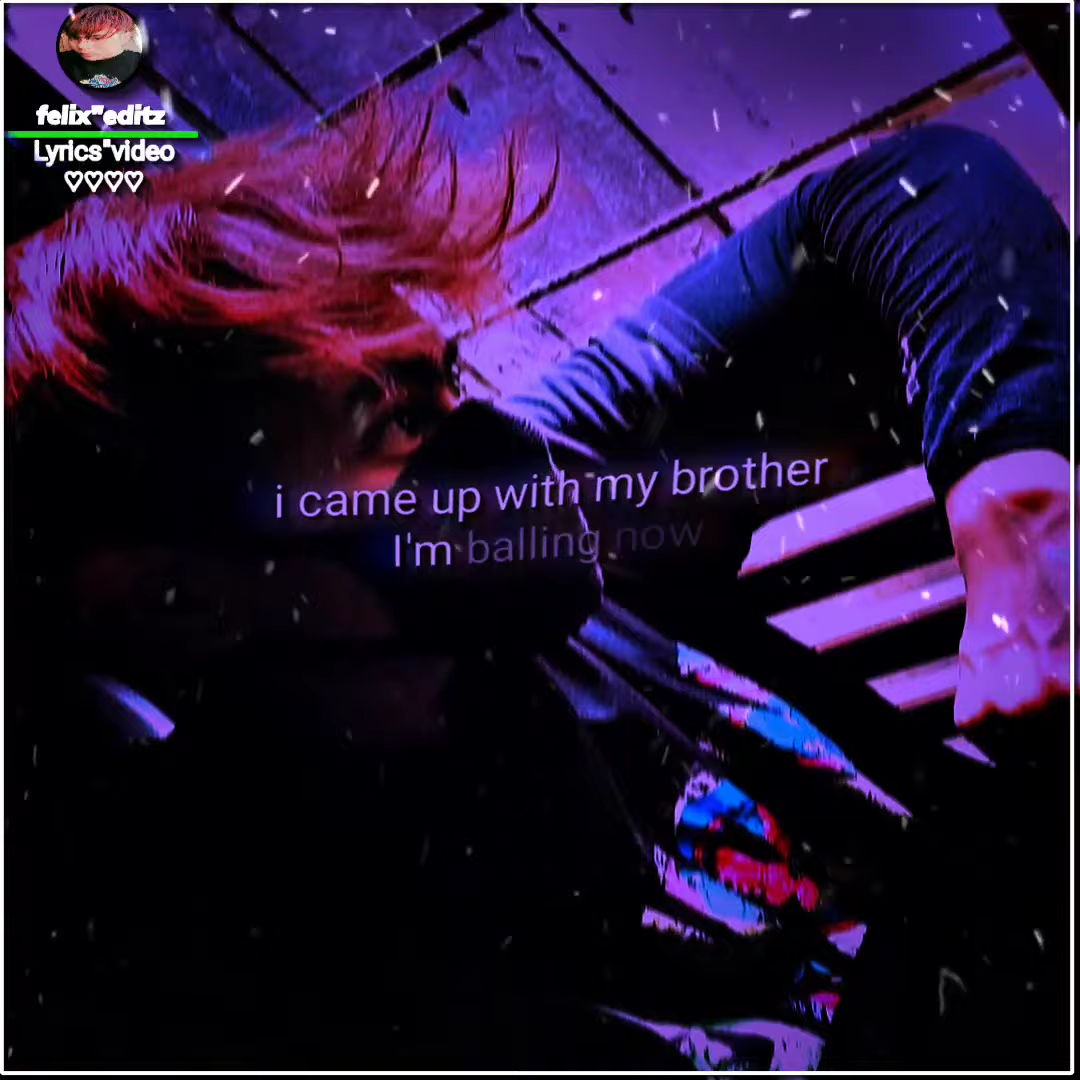 felix"editz
Lyrics"video
♡♡♡♡
i came up with my brother
I'm balling now